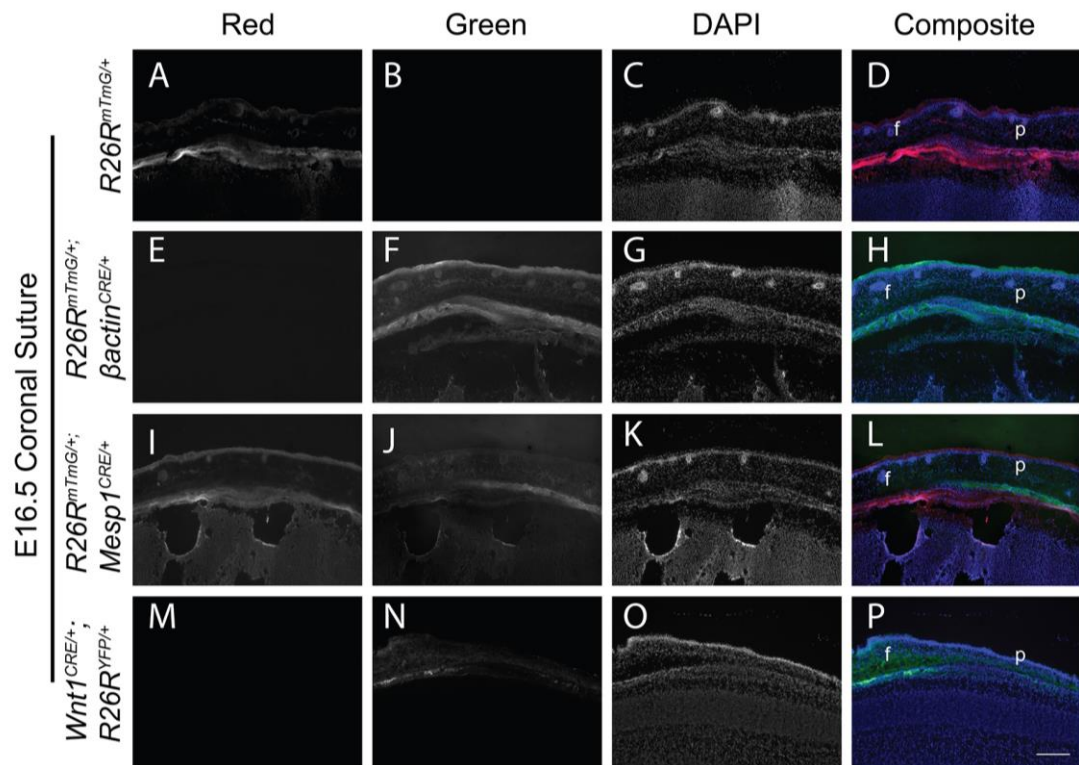 Red Green DAPI Composite
E16.5 Coronal Suture
R26R^mTmG/+
A B C D
f p
R26R^mTmG/+;
βactin^CRE/+
E F G H
f p
R26R^mTmG/+;
Mesp1^CRE/+
I J K L
f p
Wnt1^CRE/+;
R26R^YFP/+
M N O P
f p